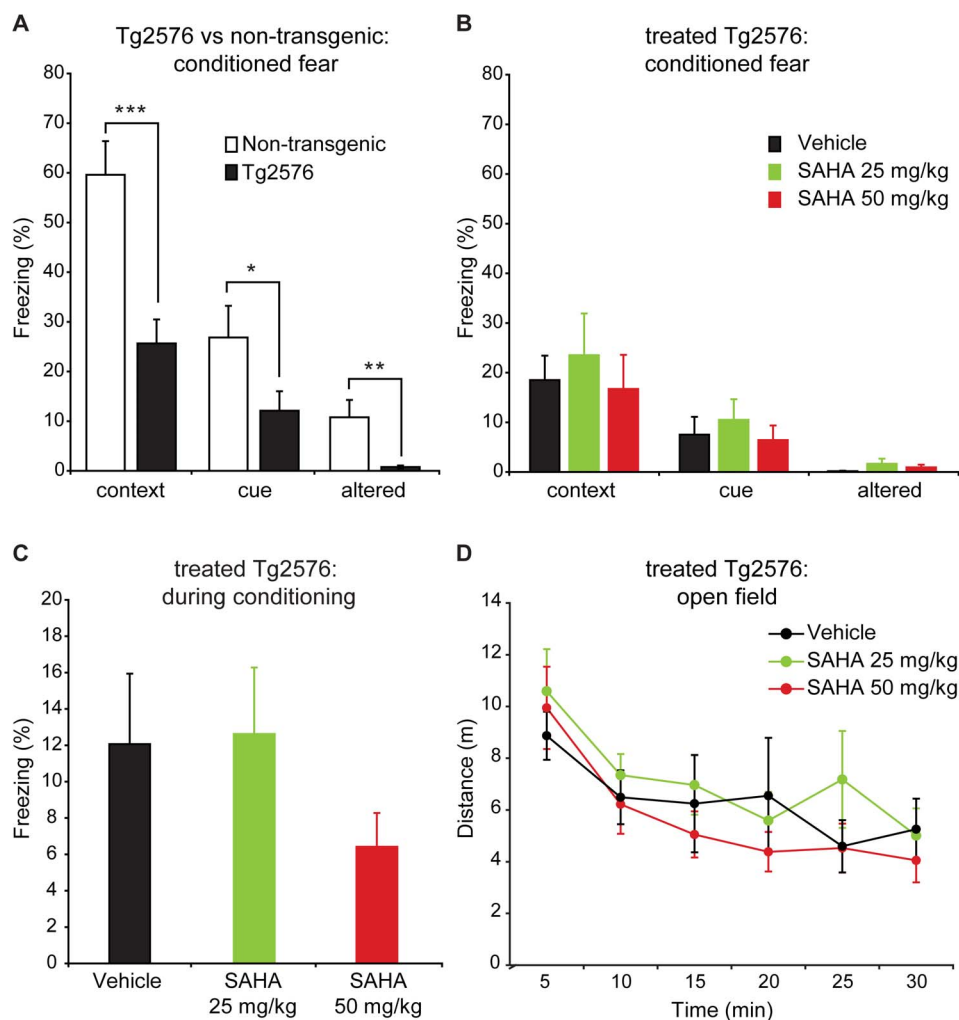 A
Tg2576 vs non-transgenic:
conditioned fear
Freezing (%)
80
70
60
50
40
30
20
10
0
***
*
**
Non-transgenic
Tg2576
context
cue
altered
B
treated Tg2576:
conditioned fear
Freezing (%)
80
70
60
50
40
30
20
10
0
Vehicle
SAHA 25 mg/kg
SAHA 50 mg/kg
context
cue
altered
C
treated Tg2576:
during conditioning
Freezing (%)
20
18
16
14
12
10
8
6
4
2
0
Vehicle
SAHA
25 mg/kg
SAHA
50 mg/kg
D
treated Tg2576:
open field
Distance (m)
14
12
10
8
6
4
2
0
Vehicle
SAHA 25 mg/kg
SAHA 50 mg/kg
5
10
15
20
25
30
Time (min)